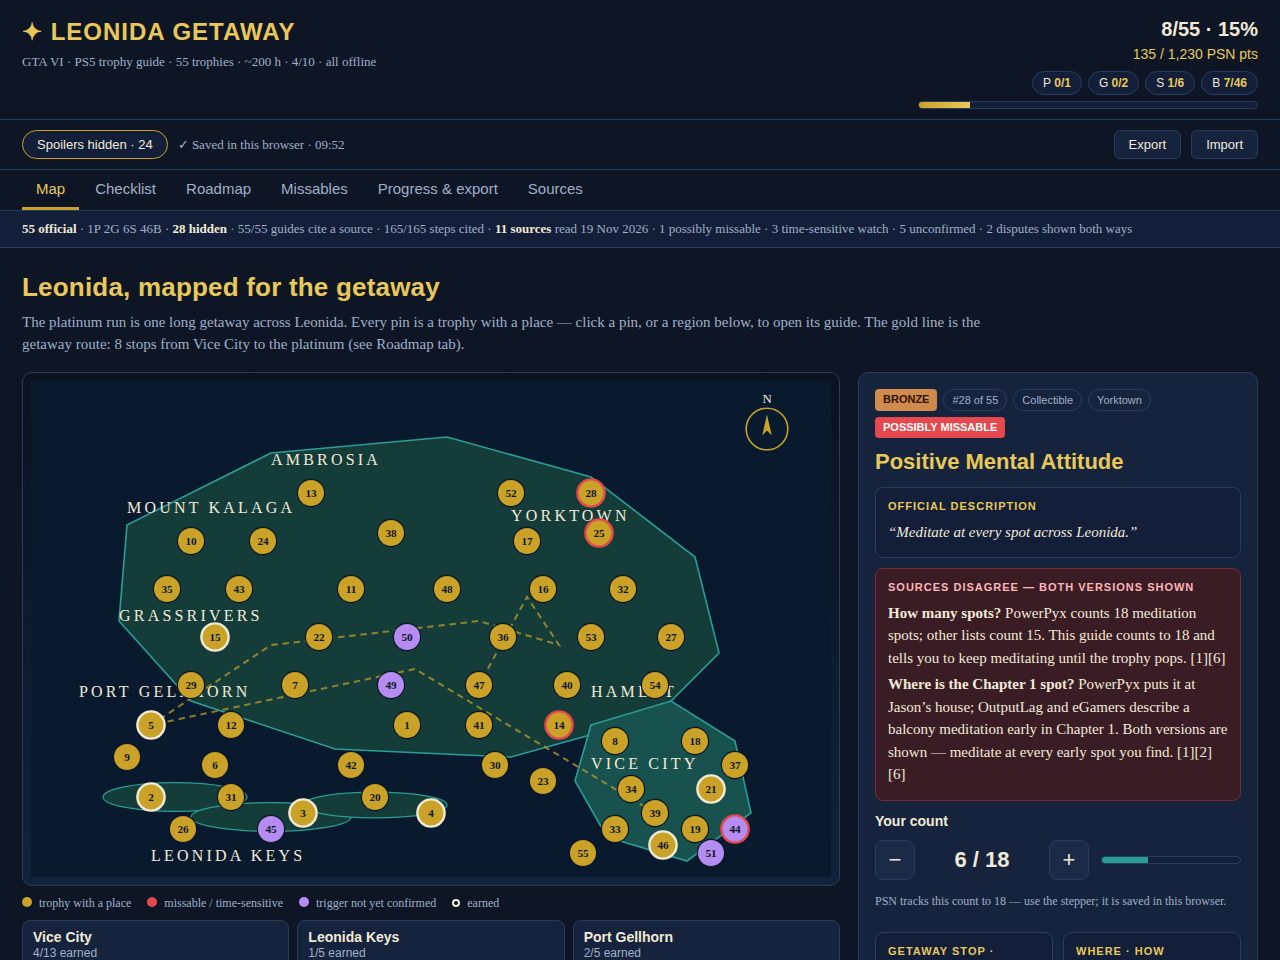 ✦ LEONIDA GETAWAY
GTA VI · PS5 trophy guide · 55 trophies · ~200 h · 4/10 · all offline
8/55 · 15%
135 / 1,230 PSN pts
P 0/1 G 0/2 S 1/6 B 7/46
Spoilers hidden · 24 ✓ Saved in this browser · 09:52 Export Import
Map Checklist Roadmap Missables Progress & export Sources
55 official · 1P 2G 6S 46B · 28 hidden · 55/55 guides cite a source · 165/165 steps cited · 11 sources read 19 Nov 2026 · 1 possibly missable · 3 time-sensitive watch · 5 unconfirmed · 2 disputes shown both ways
Leonida, mapped for the getaway
The platinum run is one long getaway across Leonida. Every pin is a trophy with a place — click a pin, or a region below, to open its guide. The gold line is the
getaway route: 8 stops from Vice City to the platinum (see Roadmap tab).
N
AMBROSIA
13 52 28
MOUNT KALAGA
YORKTOWN
38 25
10 24 17
35 43 11 48 16 32
GRASSRIVERS
15 22 50 36 53 27
29 7 49 47 40 54
PORT GELLHORN HAMLET
5 12 1 41 14
8 18
9 6 42 30 VICE CITY 37
23
2 31 20 34 21
3 4 39
26 45 33 19 44
46
LEONIDA KEYS 55 51
trophy with a place missable / time-sensitive trigger not yet confirmed earned
Vice City
4/13 earned
Leonida Keys
1/5 earned
Port Gellhorn
2/5 earned
BRONZE #28 of 55 Collectible Yorktown
POSSIBLY MISSABLE
Positive Mental Attitude
OFFICIAL DESCRIPTION
“Meditate at every spot across Leonida.”
SOURCES DISAGREE — BOTH VERSIONS SHOWN
How many spots? PowerPyx counts 18 meditation
spots; other lists count 15. This guide counts to 18 and
tells you to keep meditating until the trophy pops. [1][6]
Where is the Chapter 1 spot? PowerPyx puts it at
Jason’s house; OutputLag and eGamers describe a
balcony meditation early in Chapter 1. Both versions are
shown — meditate at every early spot you find. [1][2]
[6]
Your count
− 6 / 18 +
PSN tracks this count to 18 — use the stepper; it is saved in this browser.
GETAWAY STOP ·
WHERE · HOW